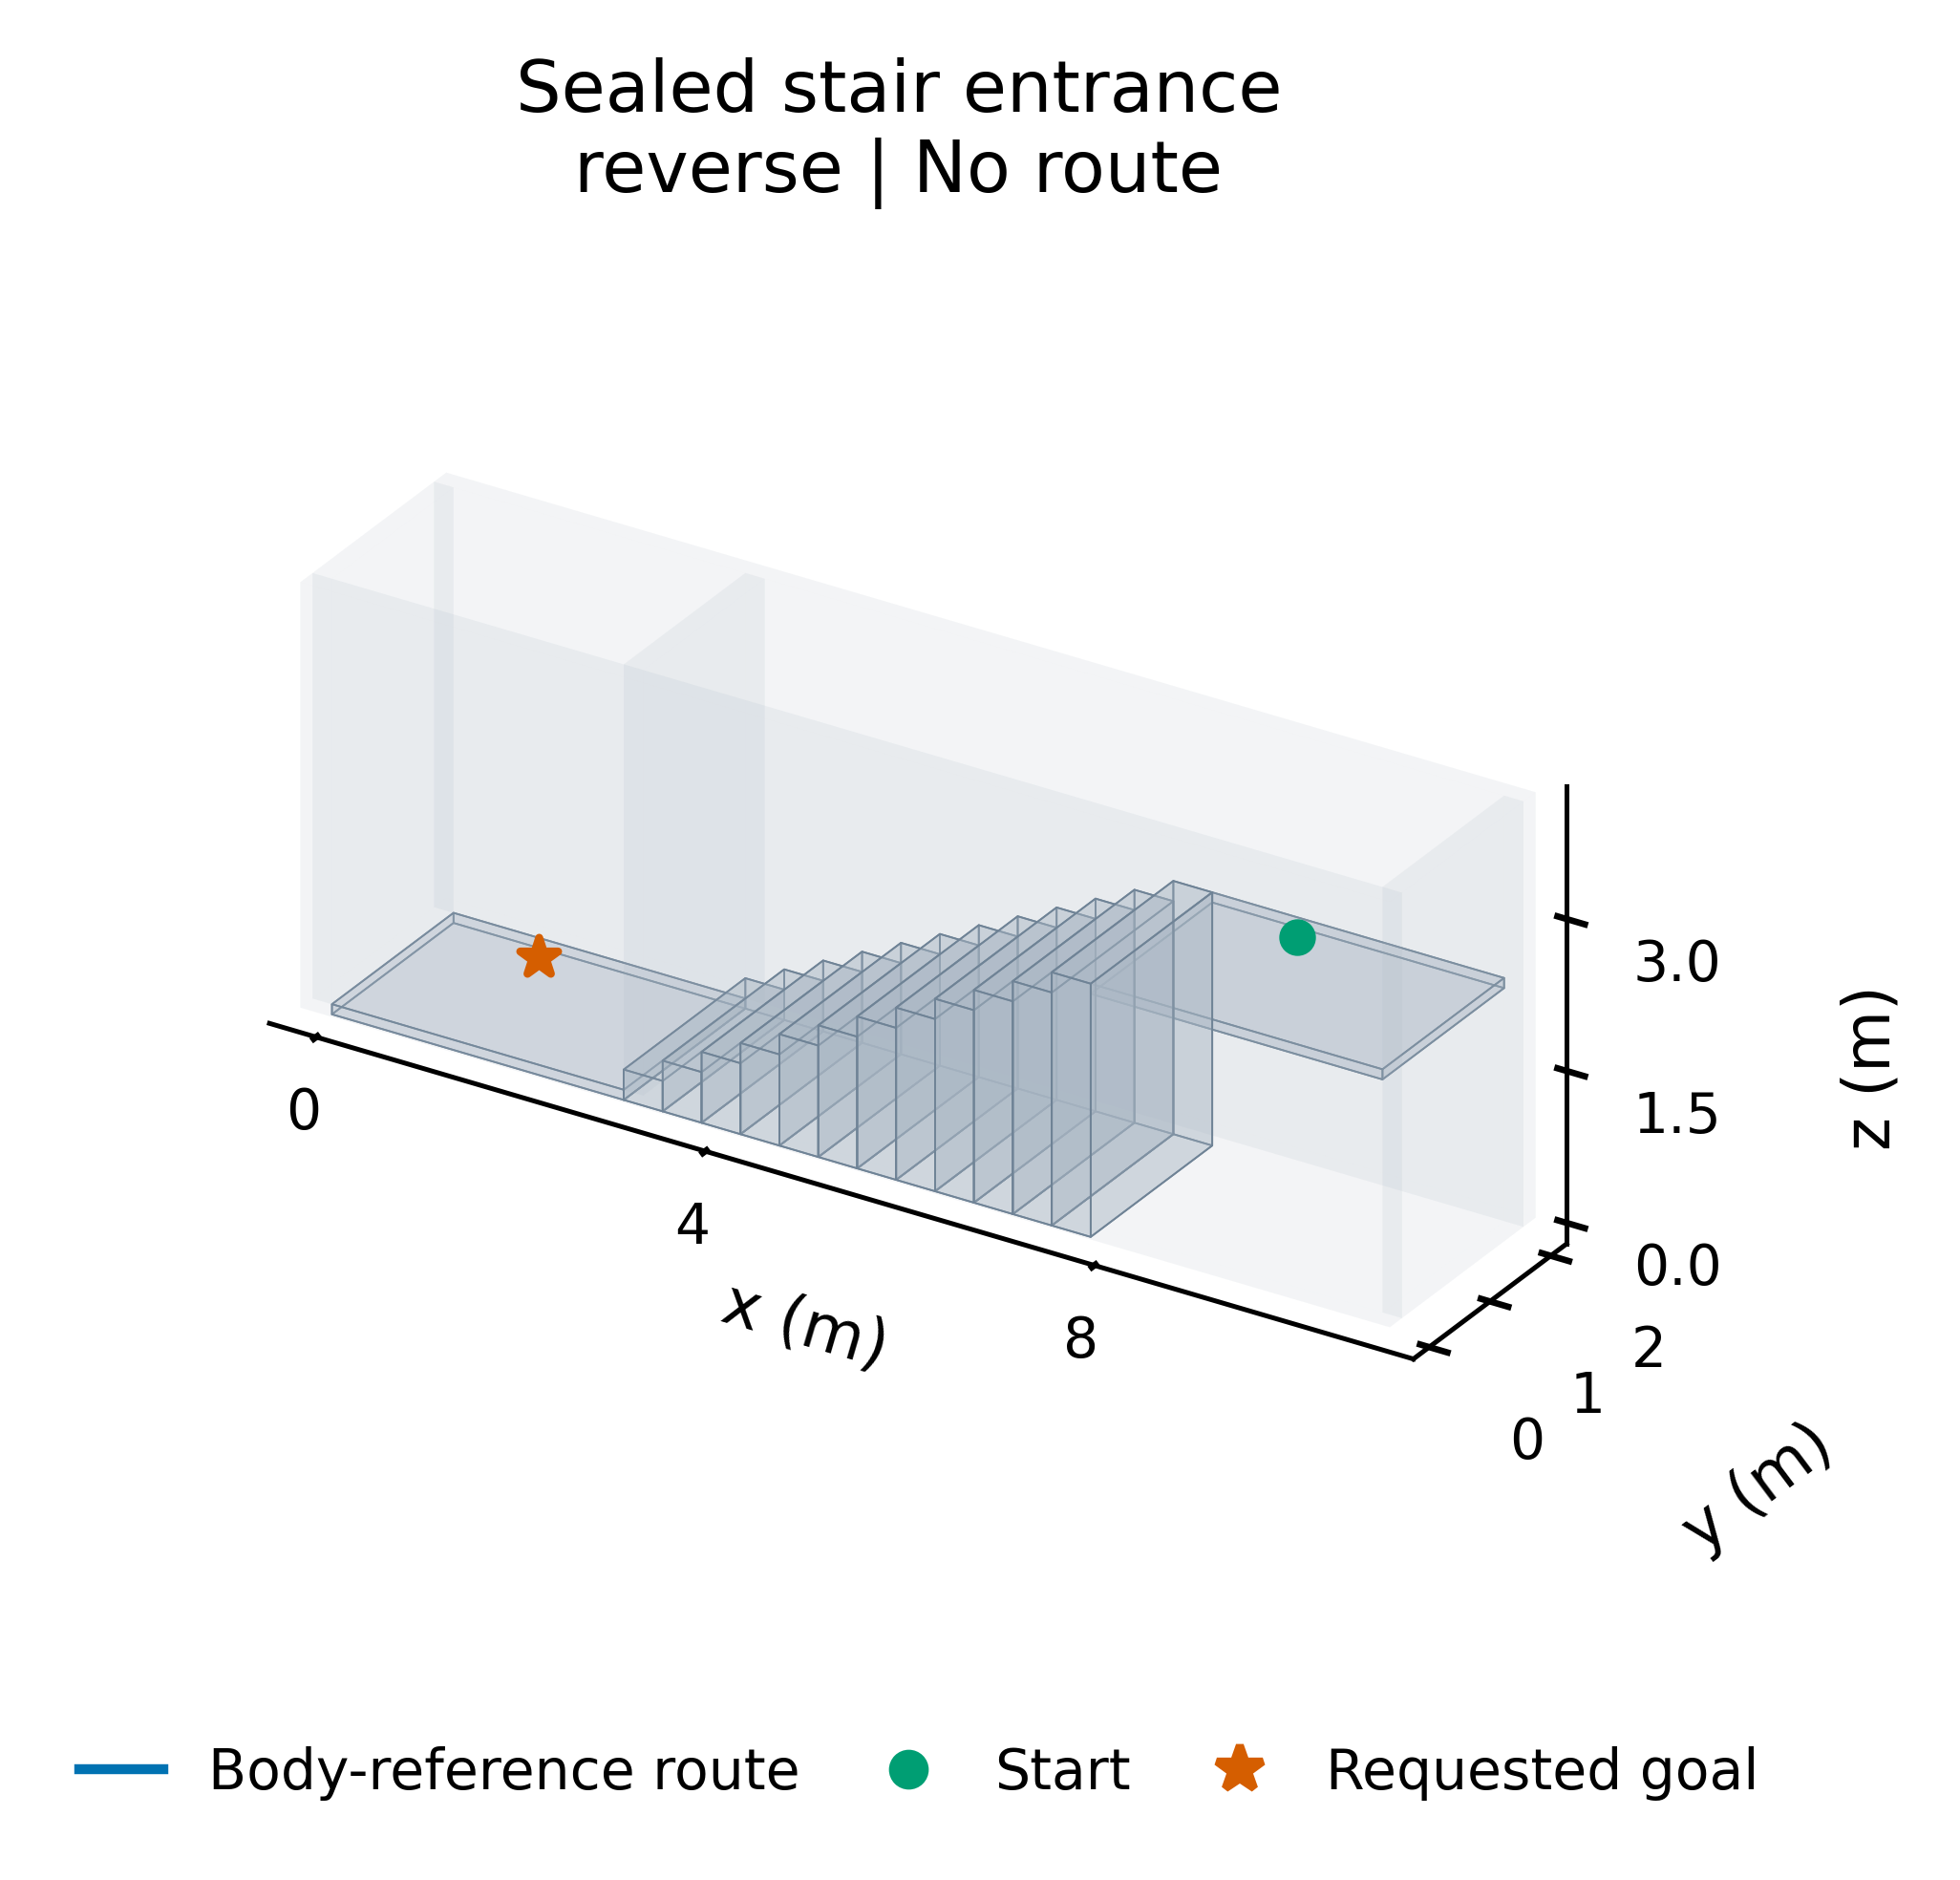 Sealed stair entrance
reverse | No route
3.0
1.5
0.0
z (m)
0
4
8
x (m)
0
1
2
y (m)
Body-reference route
Start
Requested goal